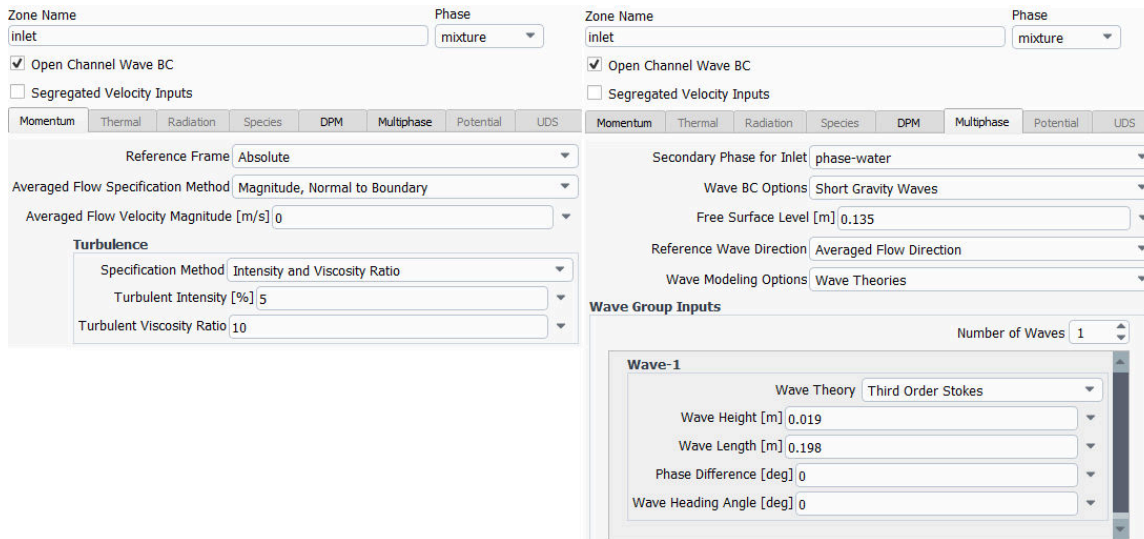 Zone Name Phase
inlet mixture
Open Channel Wave BC
Segregated Velocity Inputs
Momentum Thermal Radiation Species DPM Multiphase Potential UDS
Reference Frame Absolute
Averaged Flow Specification Method Magnitude, Normal to Boundary
Averaged Flow Velocity Magnitude [m/s] 0
Turbulence
Specification Method Intensity and Viscosity Ratio
Turbulent Intensity [%] 5
Turbulent Viscosity Ratio 10
Zone Name Phase
inlet mixture
Open Channel Wave BC
Segregated Velocity Inputs
Momentum Thermal Radiation Species DPM Multiphase Potential UDS
Secondary Phase for Inlet phase-water
Wave BC Options Short Gravity Waves
Free Surface Level [m] 0.135
Reference Wave Direction Averaged Flow Direction
Wave Modeling Options Wave Theories
Wave Group Inputs
Number of Waves 1
Wave-1
Wave Theory Third Order Stokes
Wave Height [m] 0.019
Wave Length [m] 0.198
Phase Difference [deg] 0
Wave Heading Angle [deg] 0